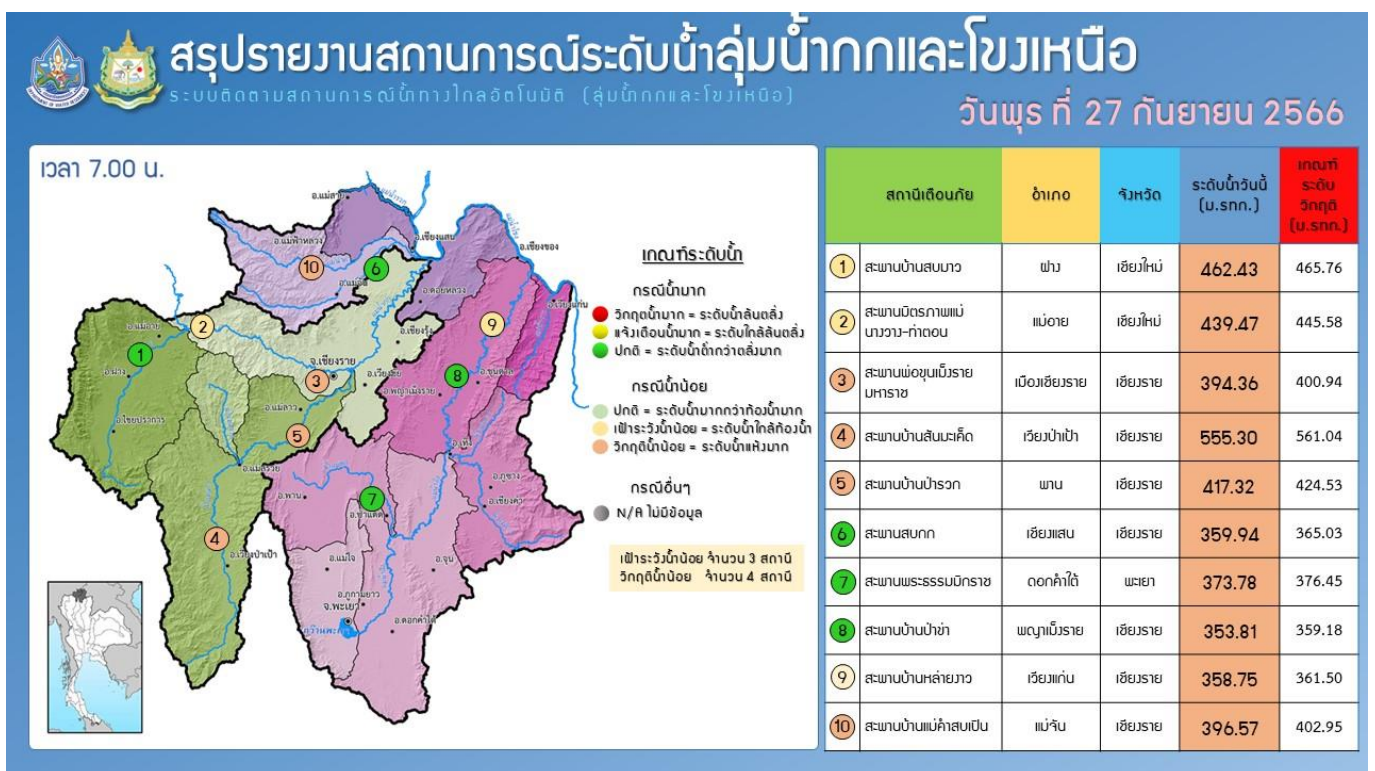 สรุปรายงานสถานการณ์ระดับน้ำลุ่มน้ำกกและโขงเหนือ
ระบบติดตามสถานการณ์น้ำทางไกลอัตโนมัติ (ลุ่มน้ำกกและโขงเหนือ)
วันพุธ ที่ 27 กันยายน 2566
เวลา 7.00 น.
อ.แม่สาย
อ.เชียงแสน
อ.เชียงของ
อ.แม่ฟ้าหลวง
10
6
อ.แม่จัน
อ.ดอยหลวง
อ.เวียงแก่น
อ.แม่อาย
2
9
อ.เชียงรุ้ง
1
อ.ฝาง
จ.เชียงราย
3
อ.เวียงชัย
8
อ.ขุนตาล
อ.พญาเม็งราย
อ.แม่ลาว
อ.ไชยปราการ
5
อ.เทิง
อ.แม่สรวย
อ.ภูซาง
อ.พาน
7
อ.เชียงคำ
อ.ป่าแดด
4
อ.เวียงป่าเป้า
อ.แม่ใจ
อ.จุน
อ.ภูกามยาว
จ.พะเยา
กว๊านพะเยา
อ.ดอกคำใต้
เกณฑ์ระดับน้ำ
กรณีน้ำมาก
วิกฤติน้ำมาก = ระดับน้ำล้นตลิ่ง
แจ้งเตือนน้ำมาก = ระดับใกล้ล้นตลิ่ง
ปกติ = ระดับน้ำต่ำกว่าตลิ่งมาก
กรณีน้ำน้อย
ปกติ = ระดับน้ำมากกว่าท้องน้ำมาก
เฝ้าระวังน้ำน้อย = ระดับน้ำใกล้ท้องน้ำ
วิกฤติน้ำน้อย = ระดับน้ำแห้งมาก
กรณีอื่นๆ
N/A ไม่มีข้อมูล
เฝ้าระวังน้ำน้อย จำนวน 3 สถานี
วิกฤติน้ำน้อย จำนวน 4 สถานี
สถานีเตือนภัย อำเภอ จังหวัด ระดับน้ำวันนี้ (ม.รทก.) เกณฑ์ระดับวิกฤติ (ม.รทก.)
1 สะพานบ้านสบมาว ฝาง เชียงใหม่ 462.43 465.76
2 สะพานมิตรภาพแม่นางวาง-ท่าตอน แม่อาย เชียงใหม่ 439.47 445.58
3 สะพานพ่อขุนเม็งรายมหาราช เมืองเชียงราย เชียงราย 394.36 400.94
4 สะพานบ้านสันมะเค็ด เวียงป่าเป้า เชียงราย 555.30 561.04
5 สะพานบ้านป่ารวก พาน เชียงราย 417.32 424.53
6 สะพานสบกก เชียงแสน เชียงราย 359.94 365.03
7 สะพานพระธรรมมิกราช ดอกคำใต้ พะเยา 373.78 376.45
8 สะพานบ้านป่าข่า พญาเม็งราย เชียงราย 353.81 359.18
9 สะพานบ้านหล่ายงาว เวียงแก่น เชียงราย 358.75 361.50
10 สะพานบ้านแม่คำสบเปิน แม่จัน เชียงราย 396.57 402.95